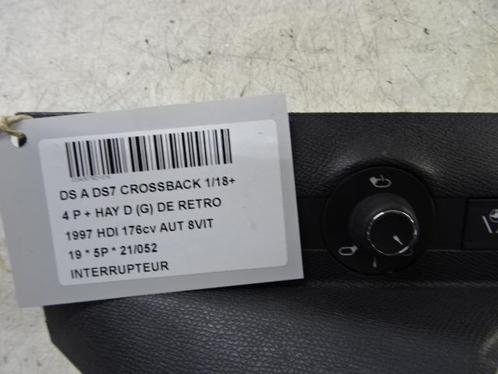 DS A DS7 CROSSBACK 1/18+
4 P + HAY D (G) DE RETRO
1997 HDI 176cv AUT 8VIT
19 * 5P * 21/052
INTERRUPTEUR